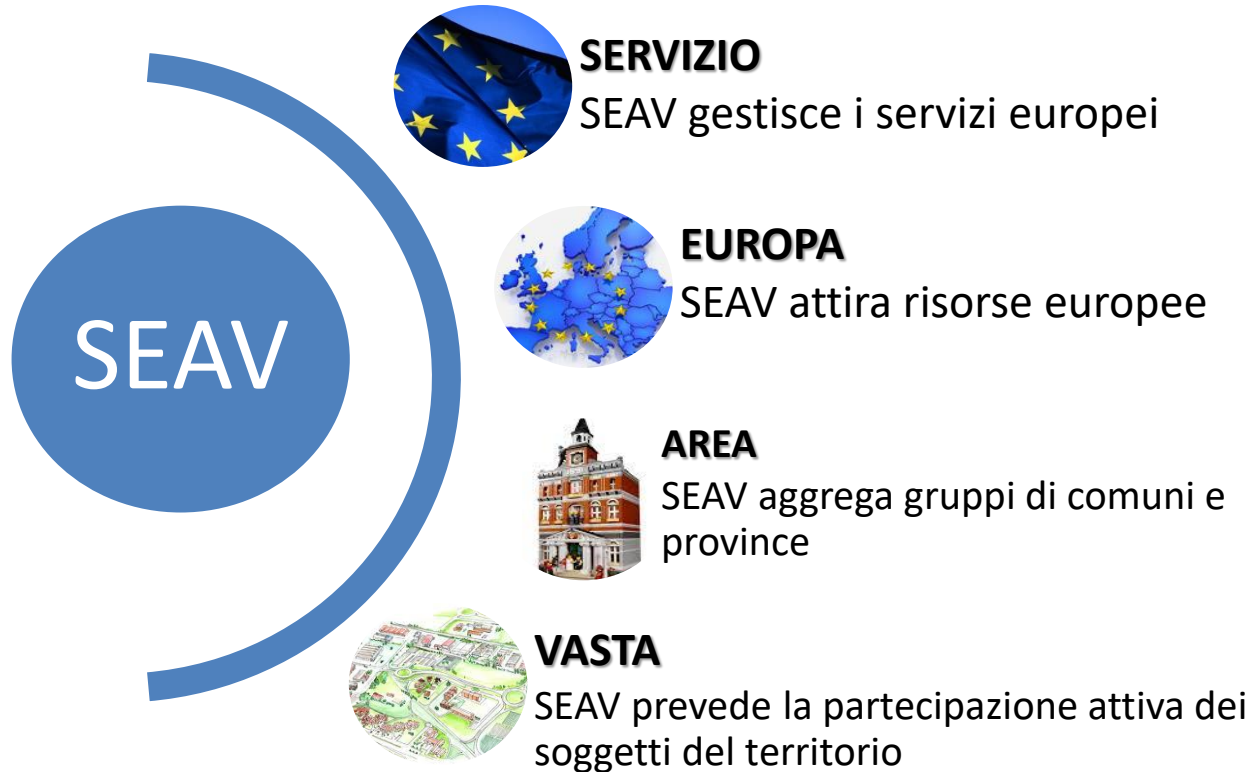 SEAV
SERVIZIO
SEAV gestisce i servizi europei
EUROPA
SEAV attira risorse europee
AREA
SEAV aggrega gruppi di comuni e
province
VASTA
SEAV prevede la partecipazione attiva dei
soggetti del territorio